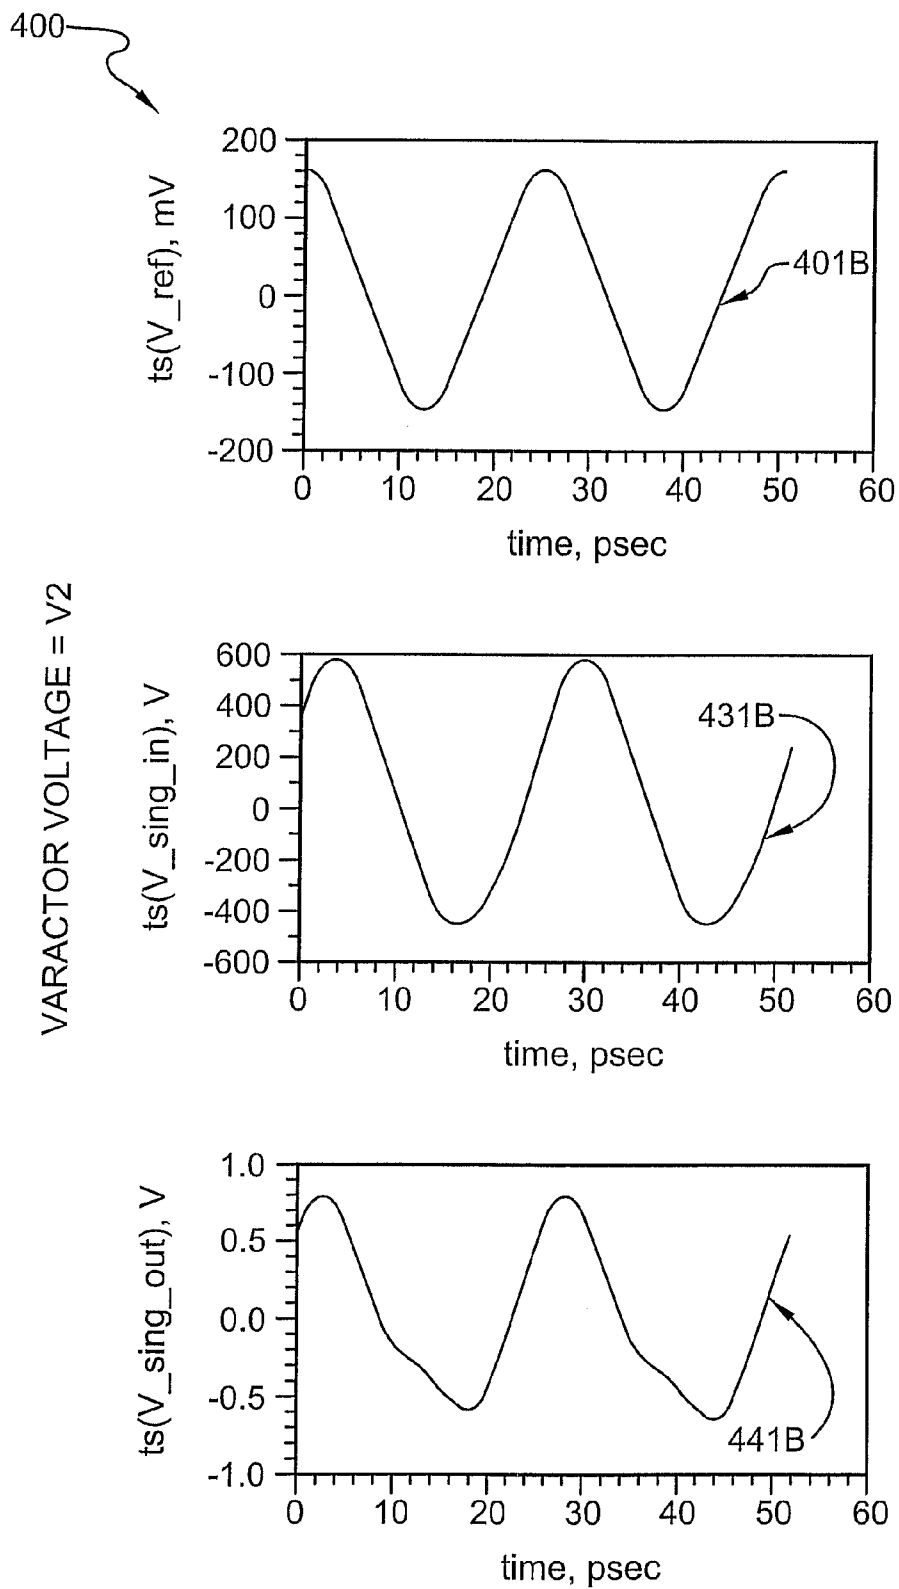 400
200
100
0
-100
-200
ts(V_ref), mV
401B
0 10 20 30 40 50 60
time, psec
VARACTOR VOLTAGE = V2
600
400
200
0
-200
-400
-600
ts(V_sing_in), V
431B
0 10 20 30 40 50 60
time, psec
1.0
0.5
0.0
-0.5
-1.0
ts(V_sing_out), V
441B
0 10 20 30 40 50 60
time, psec